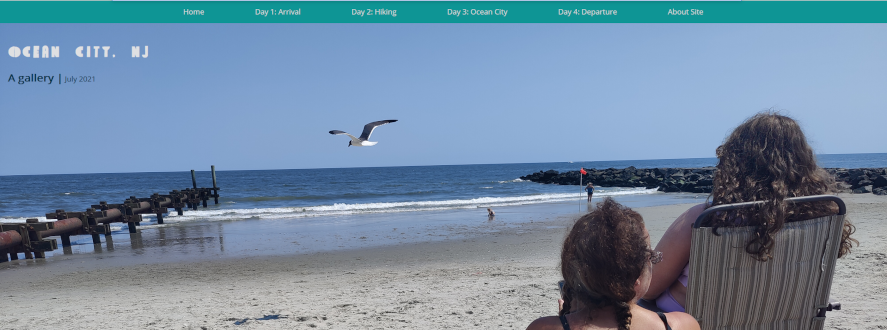 Home Day 1: Arrival Day 2: Hiking Day 3: Ocean City Day 4: Departure About Site
OCEAN CITY, NJ
A gallery | July 2021